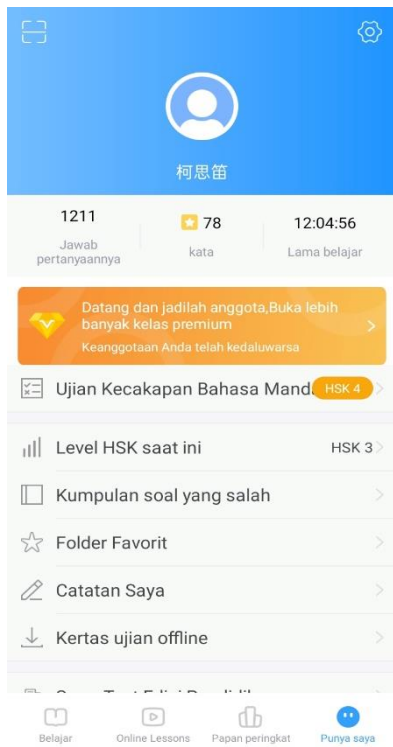 柯思笛
1211
78
12:04:56
Jawab
pertanyaannya
kata
Lama belajar
Datang dan jadilah anggota,Buka lebih
banyak kelas premium
Keanggotaan Anda telah kedaluwarsa
Ujian Kecakapan Bahasa Mand
HSK 4
Level HSK saat ini
HSK 3
Kumpulan soal yang salah
Folder Favorit
Catatan Saya
Kertas ujian offline
Belajar
Online Lessons
Papan peringkat
Punya saya